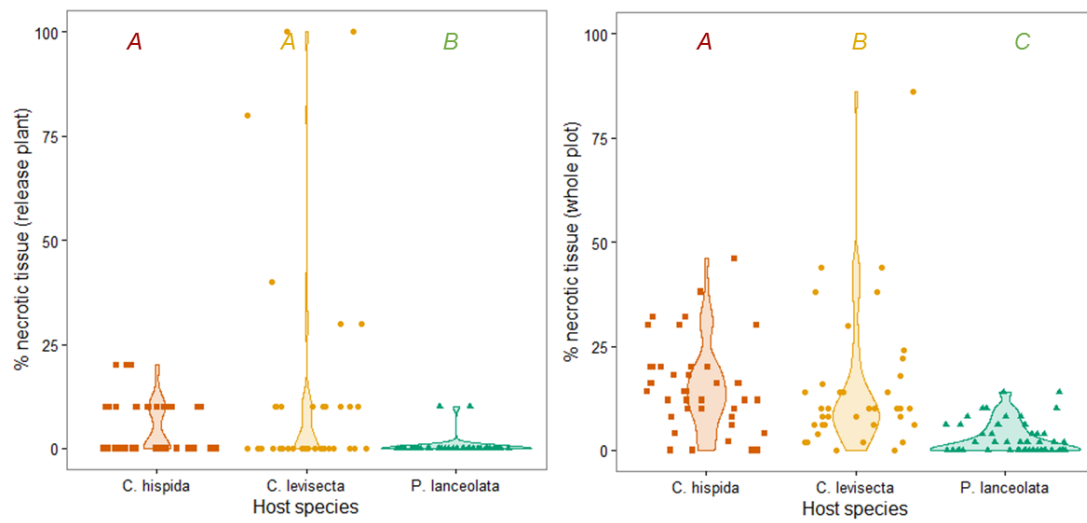 % necrotic tissue (release plant)
100
75
50
25
0
A
A
B
C. hispida
C. levisecta
P. lanceolata
Host species
% necrotic tissue (whole plot)
100
75
50
25
0
A
B
C
C. hispida
C. levisecta
P. lanceolata
Host species